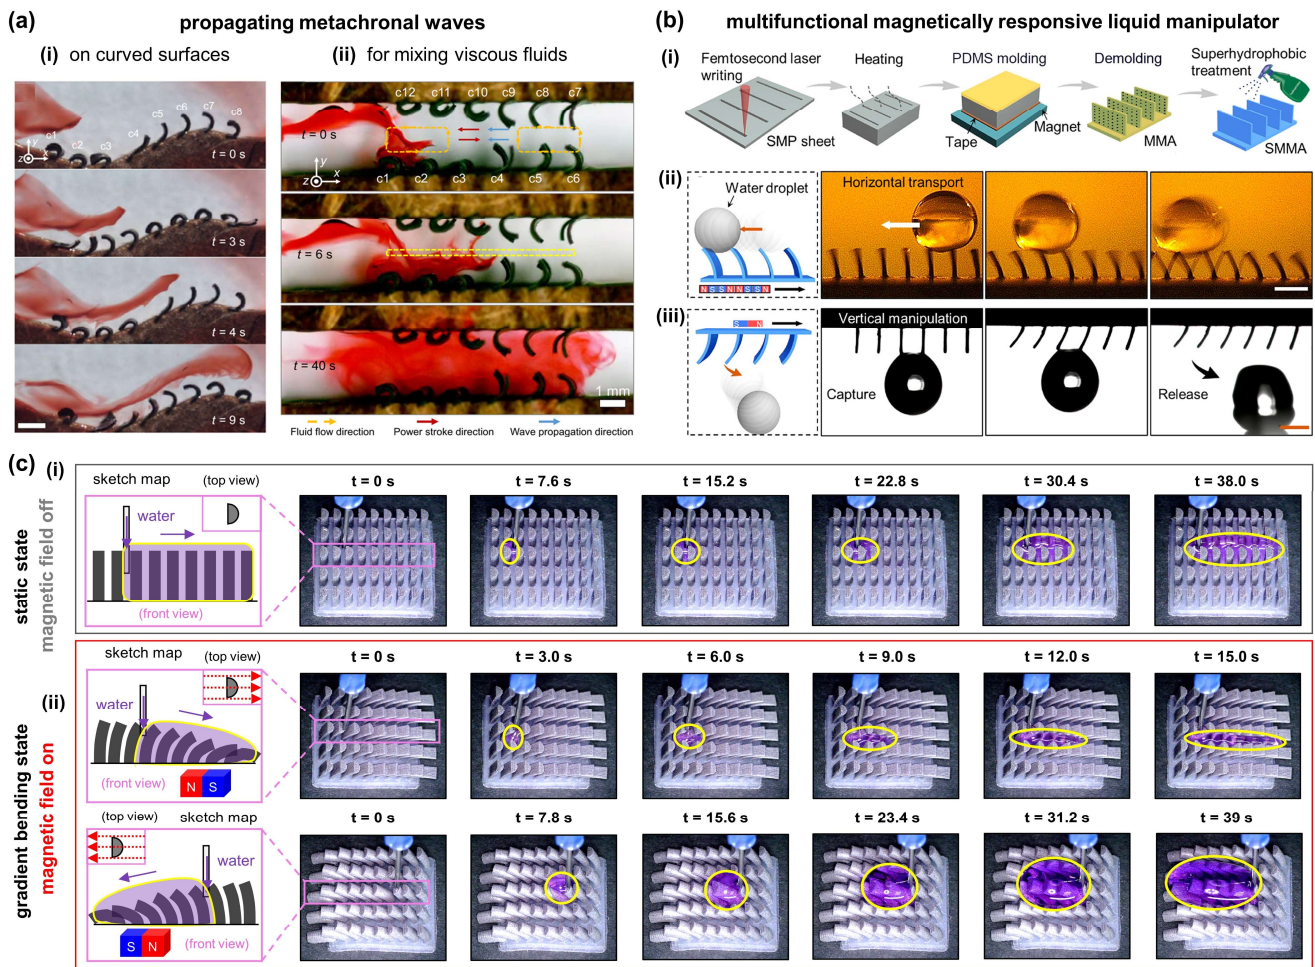 (a)
propagating metachronal waves
(i) on curved surfaces
(ii) for mixing viscous fluids
c1
c2
c3
c4
c5
c6
c7
c8
y
x
z
t = 0 s
t = 3 s
t = 4 s
t = 9 s
c12 c11 c10 c9 c8 c7
t = 0 s
y
x
z
c1 c2 c3 c4 c5 c6
t = 6 s
t = 40 s
1 mm
Fluid flow direction
Power stroke direction
Wave propagation direction
(b)
multifunctional magnetically responsive liquid manipulator
(i)
Femtosecond laser
writing
SMP sheet
Heating
PDMS molding
Tape
Magnet
Demolding
MMA
Superhydrophobic
treatment
SMMA
(ii)
Water droplet
N S S N N S S N
Horizontal transport
(iii)
S N
Vertical manipulation
Capture
Release
(c)
(i)
static state
magnetic field off
sketch map
(top view)
water
(front view)
t = 0 s
t = 7.6 s
t = 15.2 s
t = 22.8 s
t = 30.4 s
t = 38.0 s
(ii)
gradient bending state
magnetic field on
sketch map
(top view)
water
(front view)
N S
t = 0 s
t = 3.0 s
t = 6.0 s
t = 9.0 s
t = 12.0 s
t = 15.0 s
(top view)
sketch map
water
S N
(front view)
t = 0 s
t = 7.8 s
t = 15.6 s
t = 23.4 s
t = 31.2 s
t = 39 s